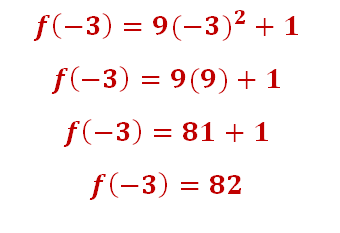 f(−3) = 9(−3)² + 1
f(−3) = 9(9) + 1
f(−3) = 81 + 1
f(−3) = 82